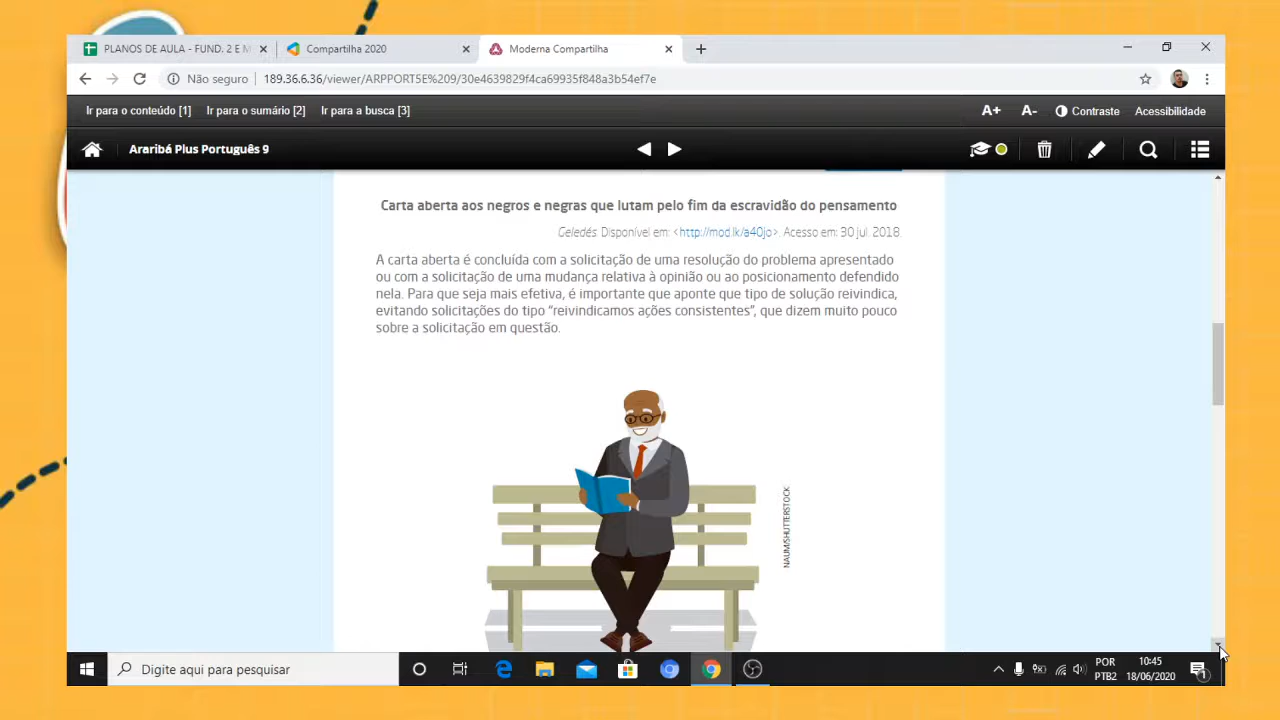 PLANOS DE AULA - FUND. 2 E M
Compartilha 2020
Moderna Compartilha
Não seguro
189.36.6.36/viewer/ARPPORT5E%209/30e4639829f4ca69935f848a3b54ef7e
Ir para o conteúdo [1] Ir para o sumário [2] Ir para a busca [3]
A+ A- Contraste Acessibilidade
Araribá Plus Português 9
Carta aberta aos negros e negras que lutam pelo fim da escravidão do pensamento
Geledés. Disponível em: <http://mod.lk/a40jo>. Acesso em: 30 jul. 2018.
A carta aberta é concluída com a solicitação de uma resolução do problema apresentado
ou com a solicitação de uma mudança relativa à opinião ou ao posicionamento defendido
nela. Para que seja mais efetiva, é importante que aponte que tipo de solução reivindica,
evitando solicitações do tipo “reivindicamos ações consistentes”, que dizem muito pouco
sobre a solicitação em questão.
NAUM/SHUTTERSTOCK
Digite aqui para pesquisar
POR
PTB2
10:45
18/06/2020
1